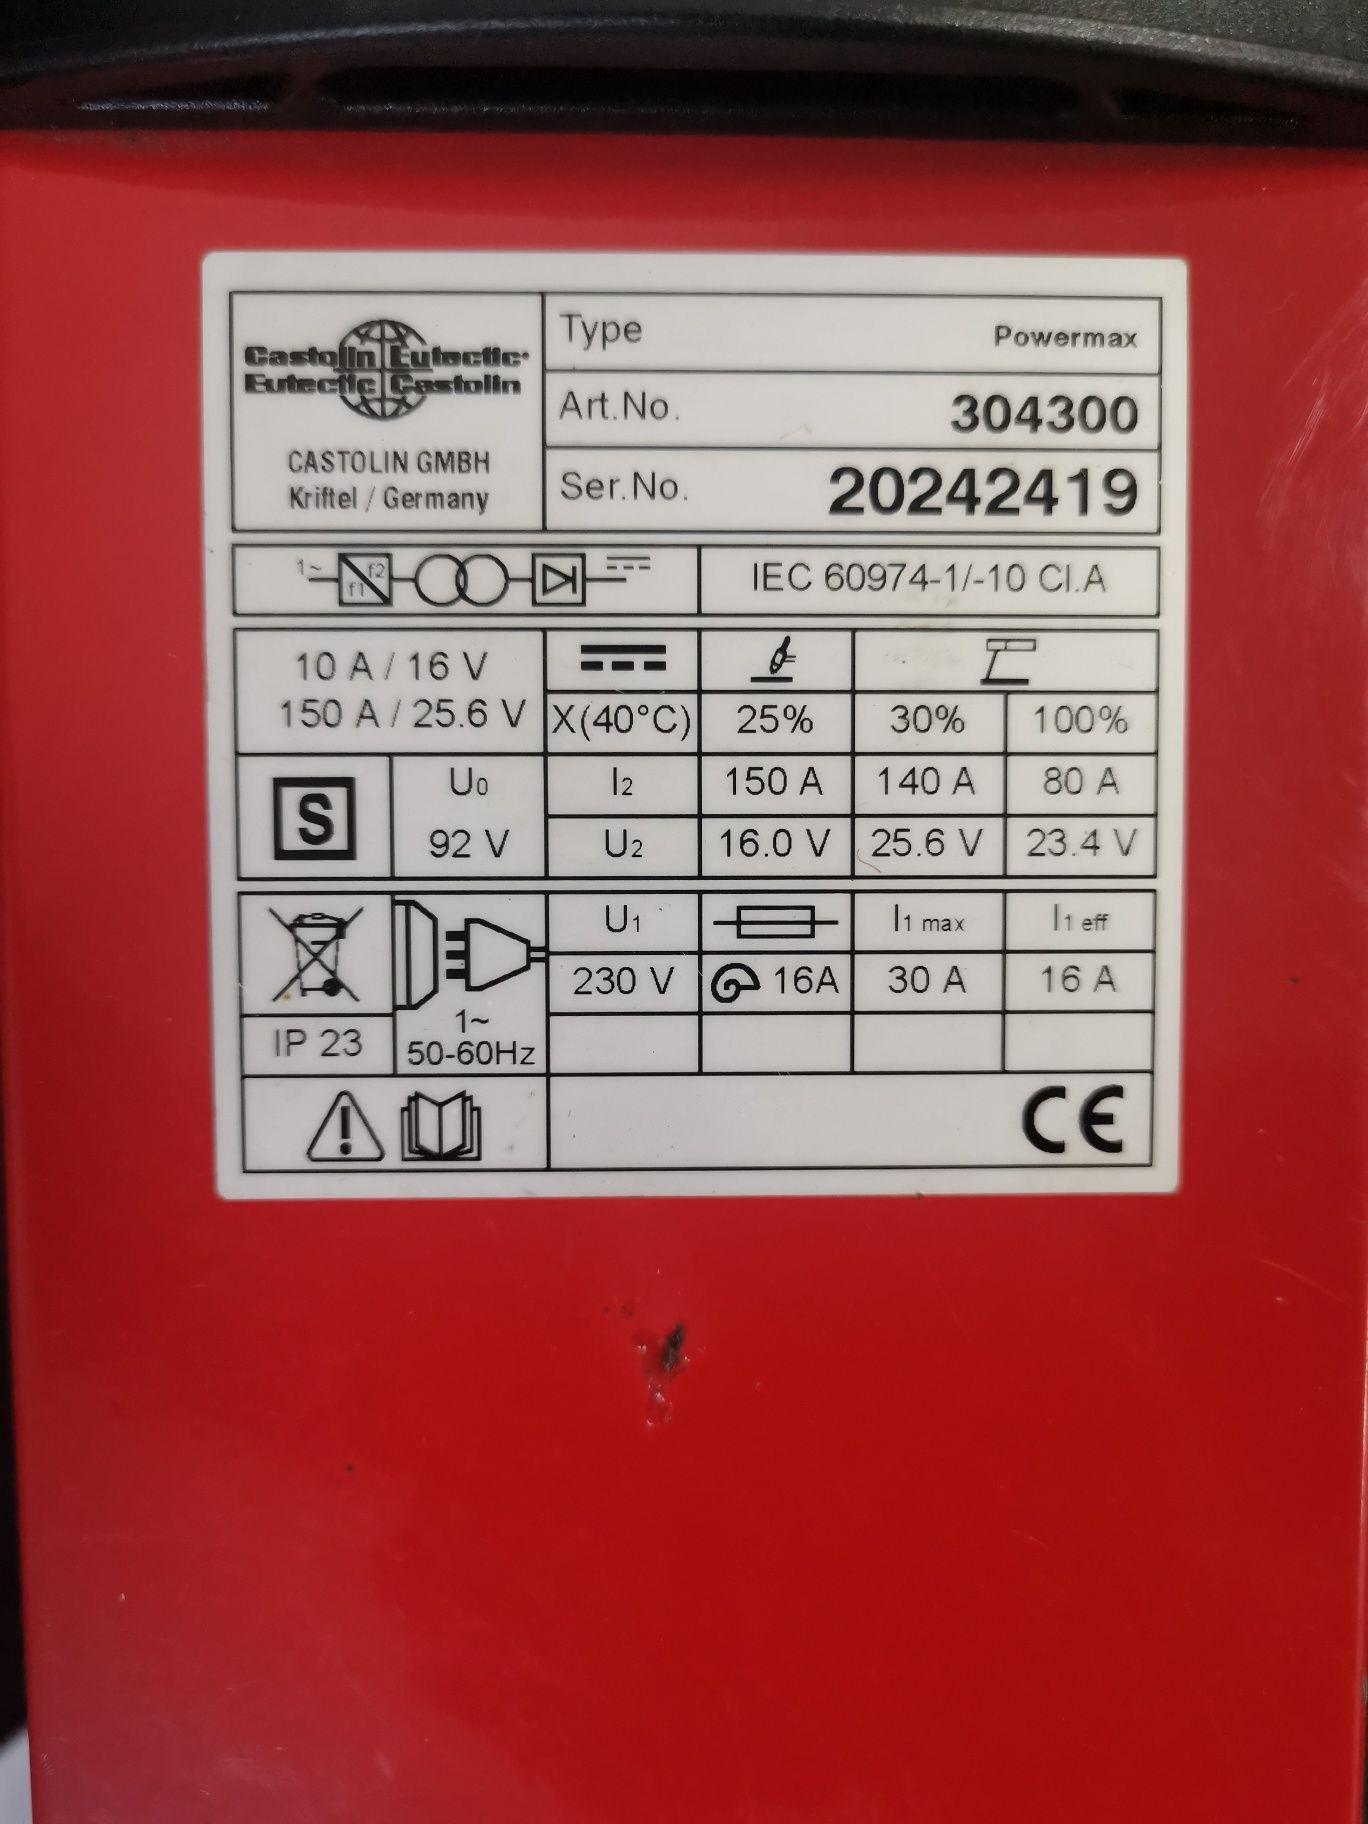 Castolin Eutectic
Eutectic Castolin
CASTOLIN GMBH
Kriftel / Germany
Type Powermax
Art.No. 304300
Ser.No. 20242419
1~ f1 f2
IEC 60974-1/-10 Cl.A
10 A / 16 V
150 A / 25.6 V
X(40°C) 25% 30% 100%
S
U0
92 V
I2 150 A 140 A 80 A
U2 16.0 V 25.6 V 23.4 V
U1 I1 max I1 eff
230 V 16A 30 A 16 A
IP 23
1~
50-60Hz
CE